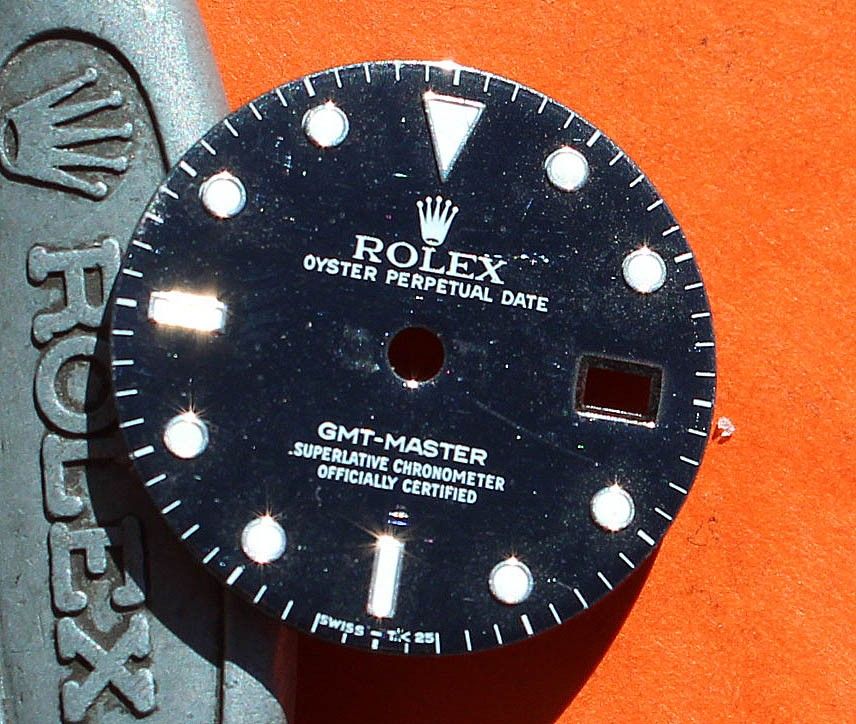 ROLEX
ROLEX
OYSTER PERPETUAL DATE
GMT-MASTER
SUPERLATIVE CHRONOMETER
OFFICIALLY CERTIFIED
SWISS - T < 25